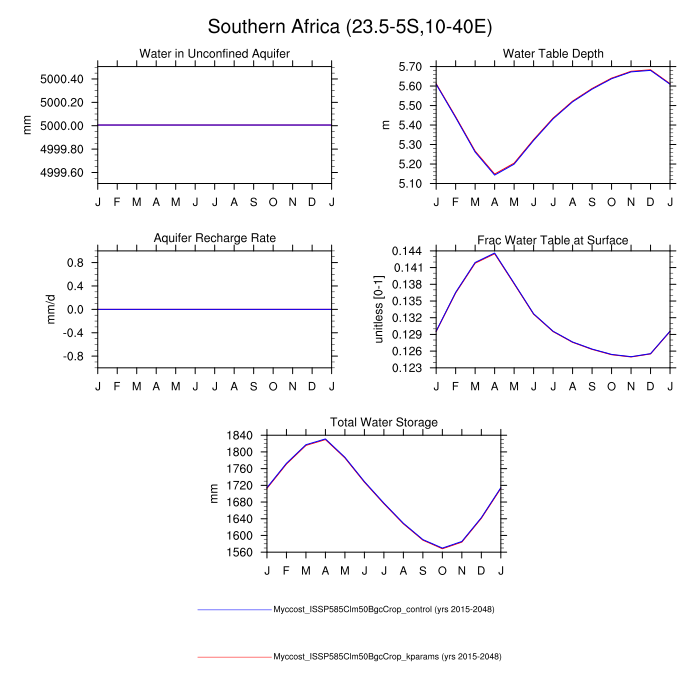 Southern Africa (23.5-5S,10-40E)
Water in Unconfined Aquifer
mm
5000.40
5000.20
5000.00
4999.80
4999.60
J F M A M J J A S O N D J
Water Table Depth
m
5.70
5.60
5.50
5.40
5.30
5.20
5.10
J F M A M J J A S O N D J
Aquifer Recharge Rate
mm/d
0.8
0.4
0.0
-0.4
-0.8
J F M A M J J A S O N D J
Frac Water Table at Surface
unitless [0-1]
0.144
0.141
0.138
0.135
0.132
0.129
0.126
0.123
J F M A M J J A S O N D J
Total Water Storage
mm
1840
1800
1760
1720
1680
1640
1600
1560
J F M A M J J A S O N D J
Myccost_ISSP585Clm50BgcCrop_control (yrs 2015-2048)
Myccost_ISSP585Clm50BgcCrop_kparams (yrs 2015-2048)